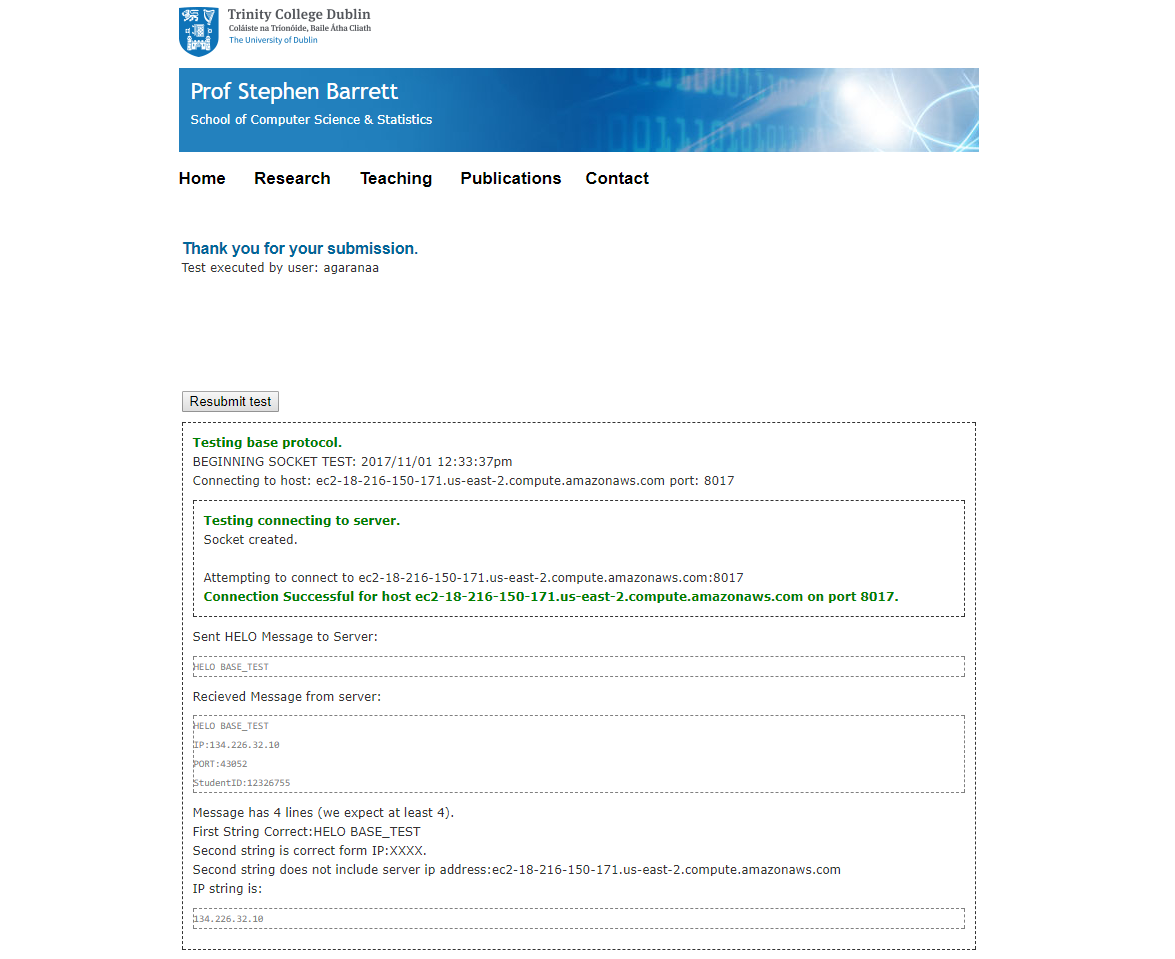 Trinity College Dublin
Coláiste na Tríonóide, Baile Átha Cliath
The University of Dublin
Prof Stephen Barrett
School of Computer Science & Statistics
Home Research Teaching Publications Contact
Thank you for your submission.
Test executed by user: agaranaa
Resubmit test
Testing base protocol.
BEGINNING SOCKET TEST: 2017/11/01 12:33:37pm
Connecting to host: ec2-18-216-150-171.us-east-2.compute.amazonaws.com port: 8017
Testing connecting to server.
Socket created.
Attempting to connect to ec2-18-216-150-171.us-east-2.compute.amazonaws.com:8017
Connection Successful for host ec2-18-216-150-171.us-east-2.compute.amazonaws.com on port 8017.
Sent HELO Message to Server:
HELO BASE_TEST
Recieved Message from server:
HELO BASE_TEST
IP:134.226.32.10
PORT:43052
StudentID:12326755
Message has 4 lines (we expect at least 4).
First String Correct:HELO BASE_TEST
Second string is correct form IP:XXXX.
Second string does not include server ip address:ec2-18-216-150-171.us-east-2.compute.amazonaws.com
IP string is:
134.226.32.10